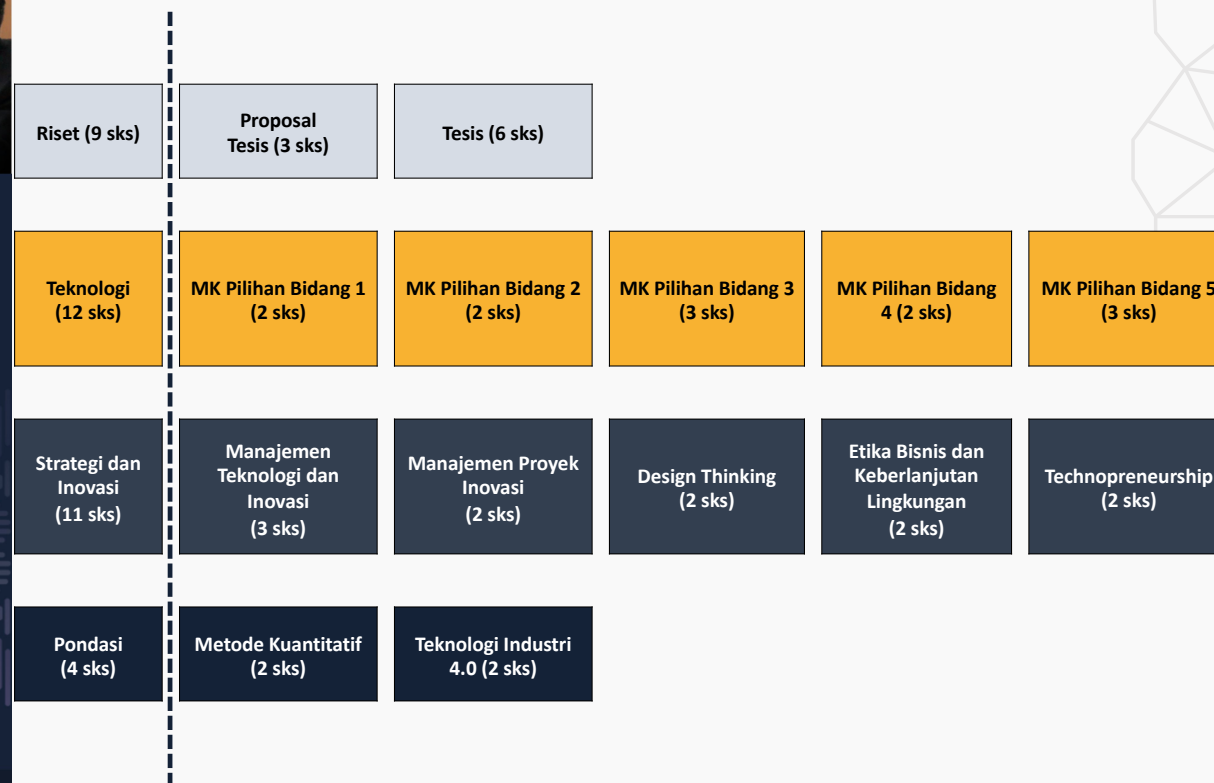 Riset (9 sks)
Proposal
Tesis (3 sks)
Tesis (6 sks)
Teknologi
(12 sks)
MK Pilihan Bidang 1
(2 sks)
MK Pilihan Bidang 2
(2 sks)
MK Pilihan Bidang 3
(3 sks)
MK Pilihan Bidang
4 (2 sks)
MK Pilihan Bidang 5
(3 sks)
Strategi dan
Inovasi
(11 sks)
Manajemen
Teknologi dan
Inovasi
(3 sks)
Manajemen Proyek
Inovasi
(2 sks)
Design Thinking
(2 sks)
Etika Bisnis dan
Keberlanjutan
Lingkungan
(2 sks)
Technopreneurship
(2 sks)
Pondasi
(4 sks)
Metode Kuantitatif
(2 sks)
Teknologi Industri
4.0 (2 sks)